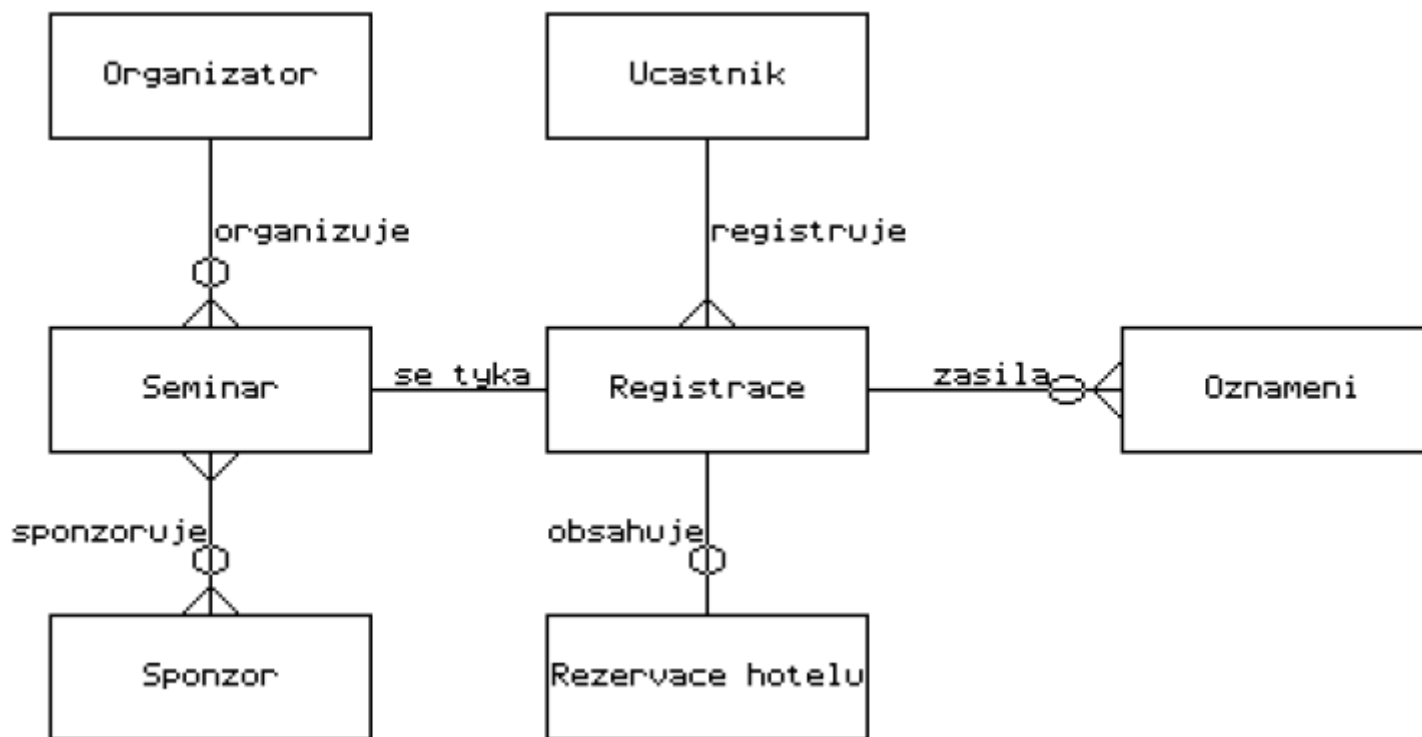 Organizator
Ucastnik
organizuje
registruje
Seminar
se tyka
Registrace
zasila
Oznameni
sponzoruje
obsahuje
Sponzor
Rezervace hotelu